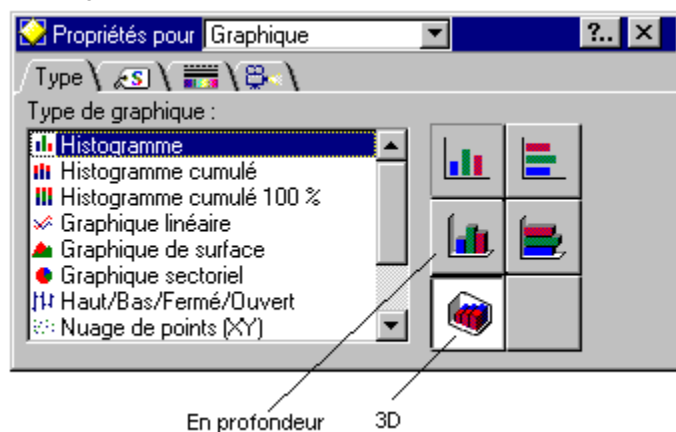 Propriétés pour Graphique ?.. X
Type S
Type de graphique :
Histogramme
Histogramme cumulé
Histogramme cumulé 100 %
Graphique linéaire
Graphique de surface
Graphique sectoriel
Haut/Bas/Fermé/Ouvert
Nuage de points (XY)
En profondeur 3D